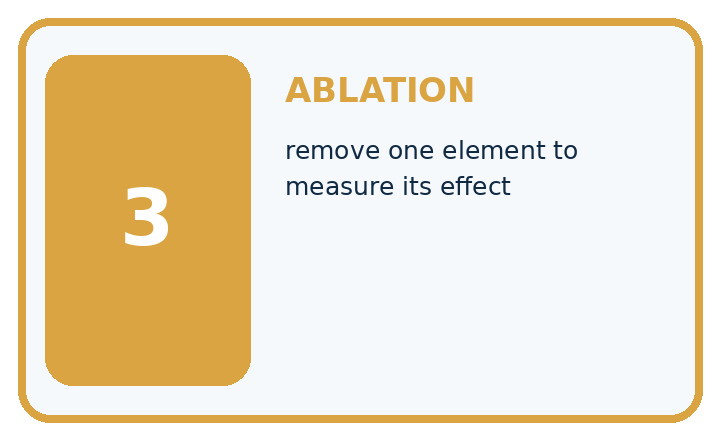 3
ABLATION
remove one element to
measure its effect